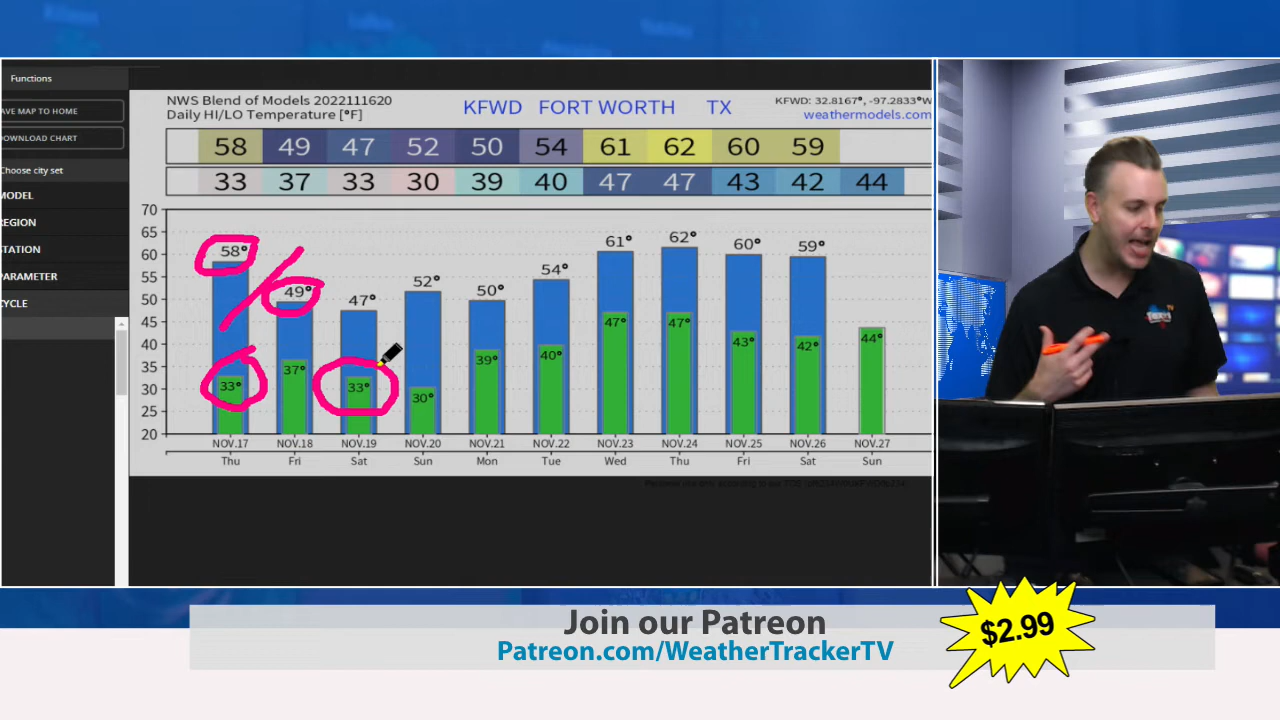 Functions
AVE MAP TO HOME
DOWNLOAD CHART
Choose city set
MODEL
REGION
STATION
PARAMETER
CYCLE
NWS Blend of Models 2022111620
Daily HI/LO Temperature [°F]
KFWD FORT WORTH TX
KFWD: 32.8167°, -97.2833°W
weathermodels.com
58 49 47 52 50 54 61 62 60 59
33 37 33 30 39 40 47 47 43 42 44
70
65
60
55
50
45
40
35
30
25
20
58° 49° 47° 52° 50° 54° 61° 62° 60° 59°
33° 37° 33° 30° 39° 40° 47° 47° 43° 42° 44°
NOV.17 NOV.18 NOV.19 NOV.20 NOV.21 NOV.22 NOV.23 NOV.24 NOV.25 NOV.26 NOV.27
Thu Fri Sat Sun Mon Tue Wed Thu Fri Sat Sun
Join our Patreon
Patreon.com/WeatherTrackerTV
$2.99